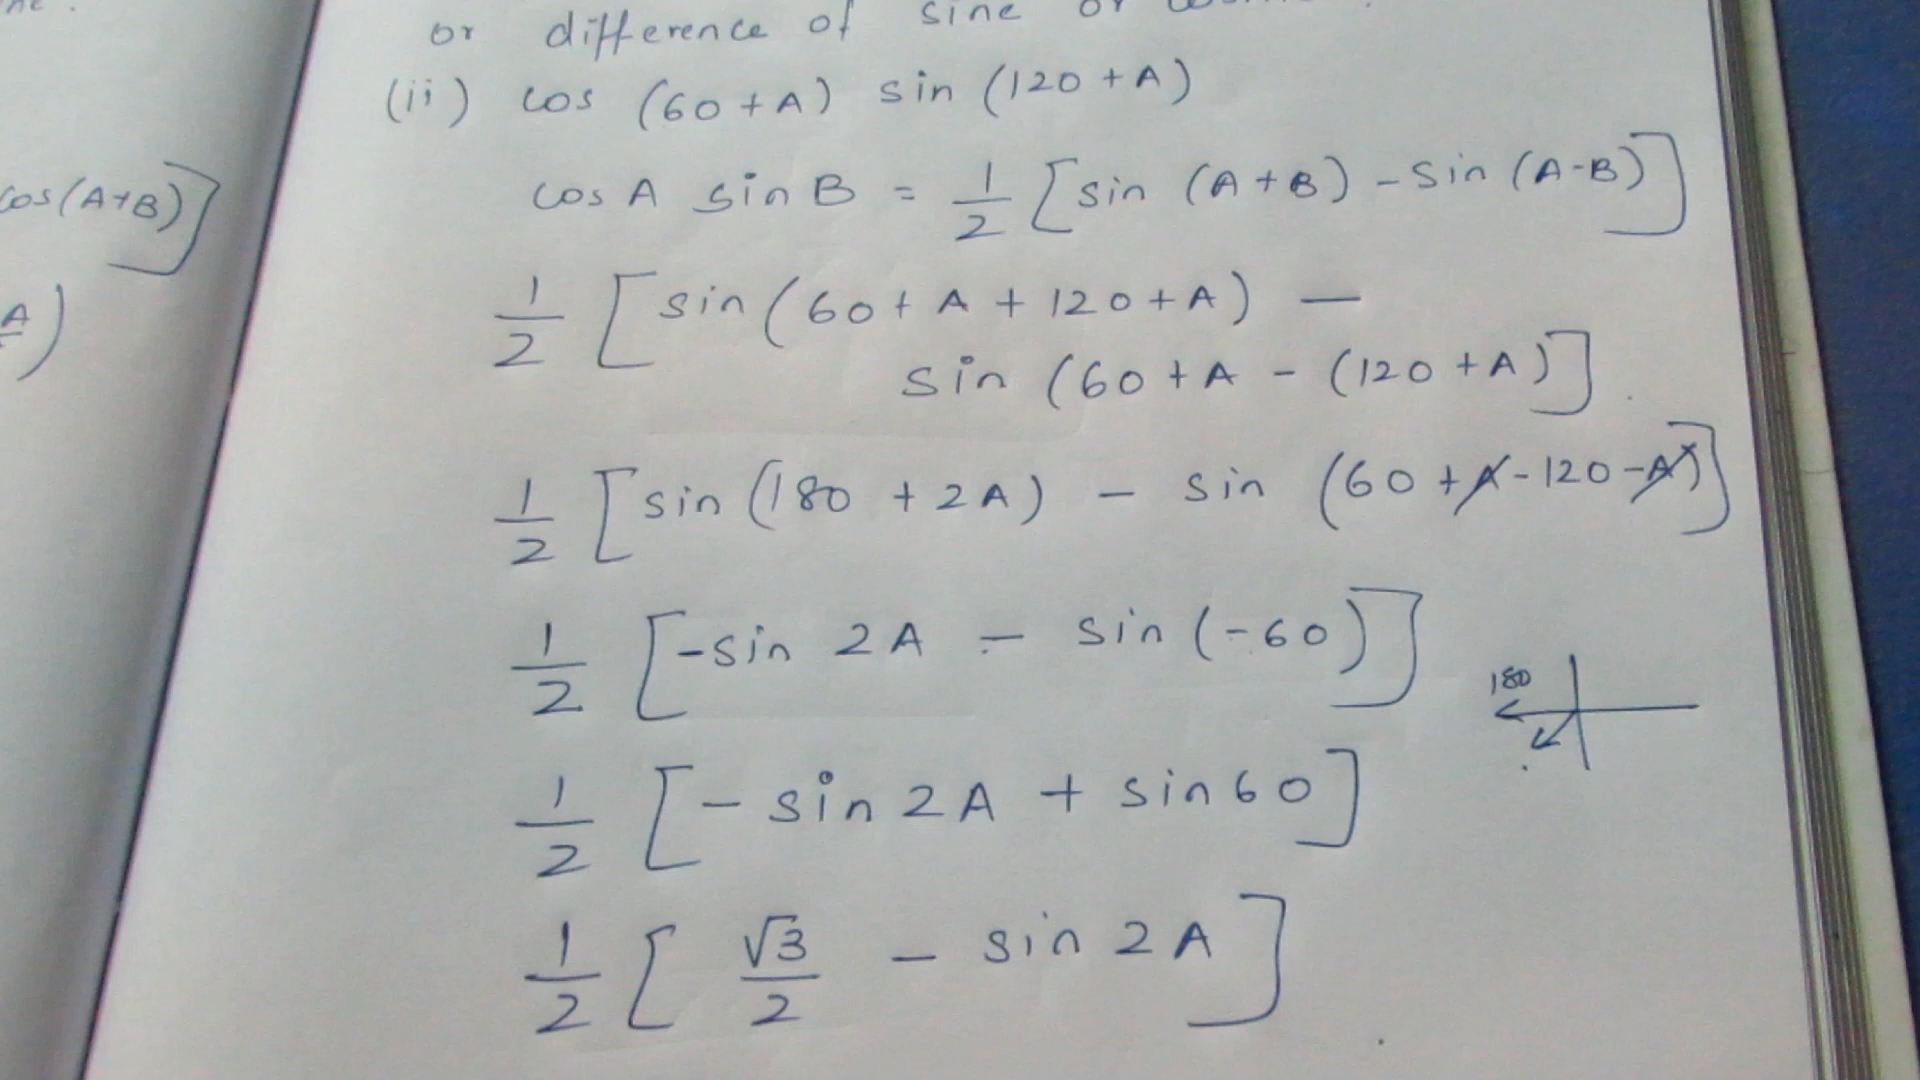 or difference of sine or
(ii) cos (60 + A) sin (120 + A)
cos(A+B)]
cos A sin B = 1/2 [sin (A + B) - sin (A - B)]
A)
1/2 [sin (60 + A + 120 + A) -
sin (60 + A - (120 + A)]
1/2 [sin (180 + 2A) - sin (60 + A - 120 - A)]
1/2 [-sin 2A - sin (-60)]
180
1/2 [- sin 2A + sin 60]
1/2 [√3/2 - sin 2A]